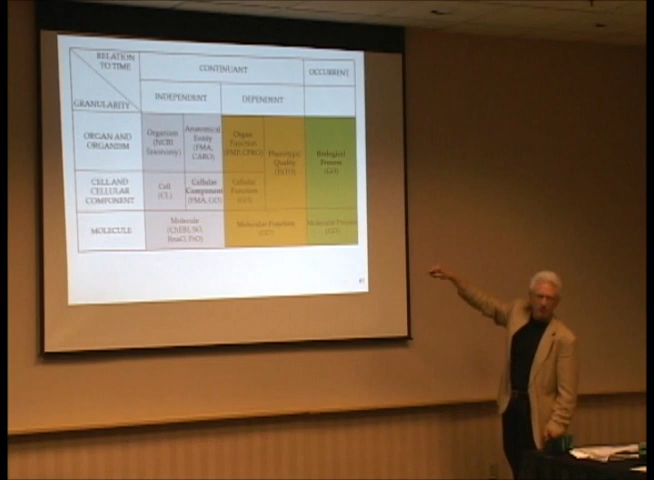 RELATION
TO TIME
GRANULARITY
CONTINUANT
OCCURRENT
INDEPENDENT
DEPENDENT
ORGAN AND
ORGANISM
Organism
(NCBI
Taxonomy)
Anatomical
Entity
(FMA,
CARO)
Organ
Function
(FMP, CPRO)
Phenotypic
Quality
(PaTO)
Biological
Process
(GO)
CELL AND
CELLULAR
COMPONENT
Cell
(CL)
Cellular
Component
(FMA, GO)
Cellular
Function
(GO)
MOLECULE
Molecule
(ChEBI, SO,
RnaO, PrO)
Molecular Function
(GO)
Molecular Process
(GO)